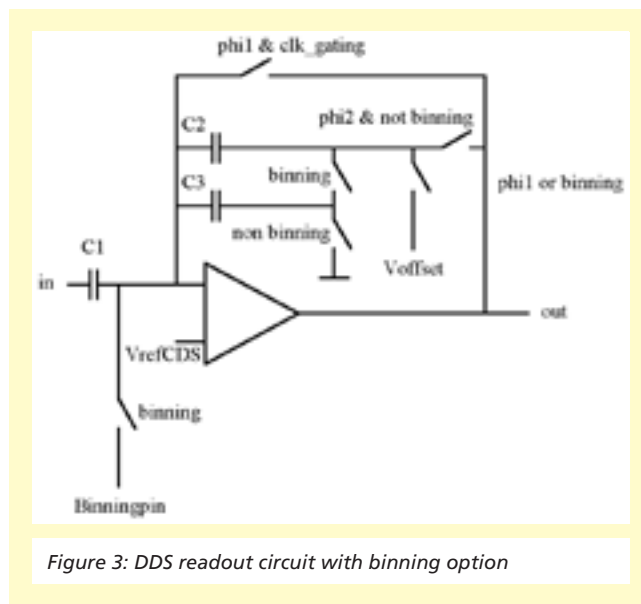 phi1 & clk_gating
C2
phi2 & not binning
binning
C3
phi1 or binning
non binning
C1
in
Voffset
out
VrefCDS
binning
Binningpin
Figure 3: DDS readout circuit with binning option